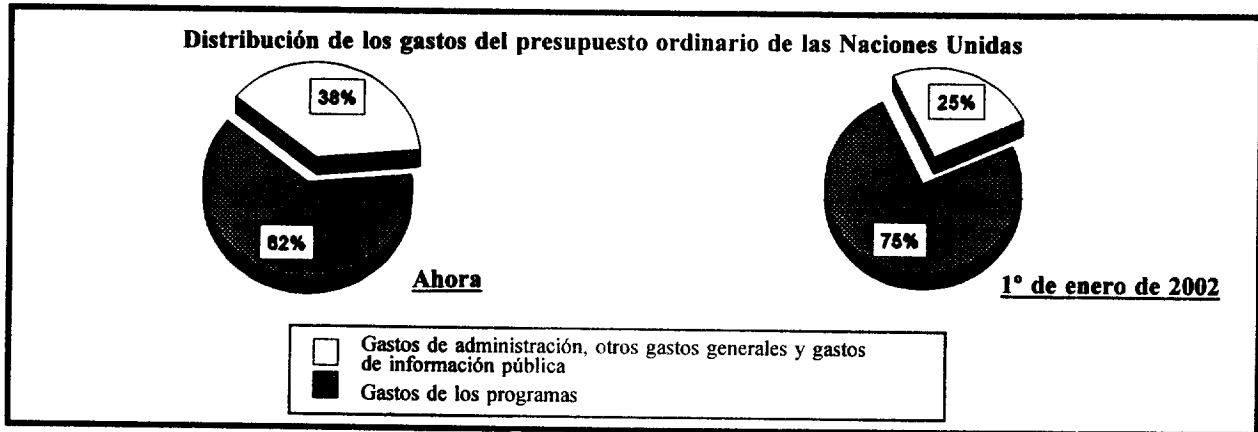 Distribución de los gastos del presupuesto ordinario de las Naciones Unidas
38%
62%
Ahora
25%
75%
1º de enero de 2002
Gastos de administración, otros gastos generales y gastos
de información pública
Gastos de los programas